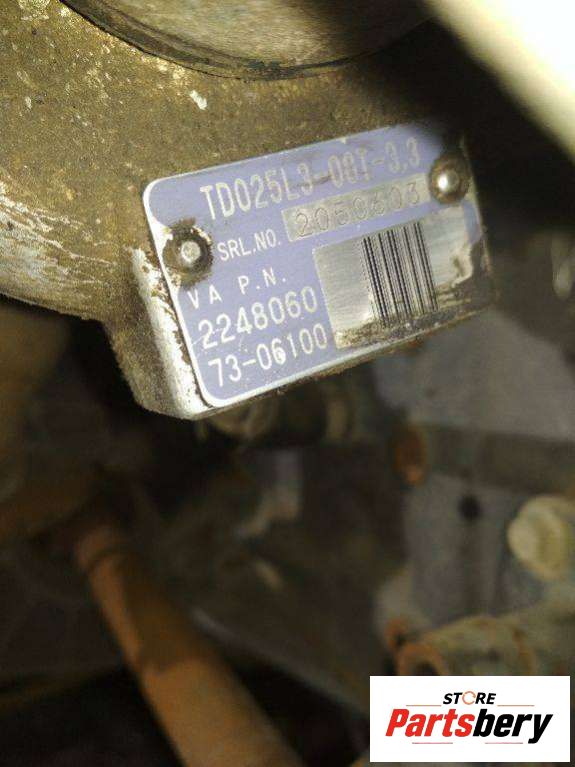 TD025L3-08T-3.3
SRL.NO. 2050603
VA P.N.
2248060
73-06100
STORE
Partsbery